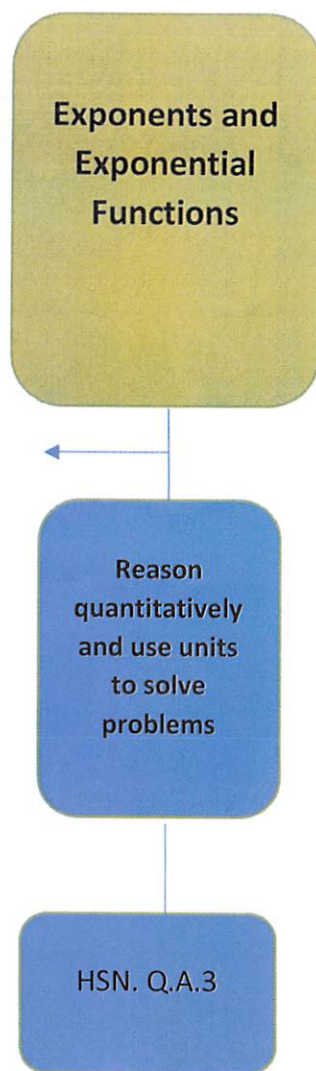 Exponents and
Exponential
Functions
Reason
quantitatively
and use units
to solve
problems
HSN. Q.A.3